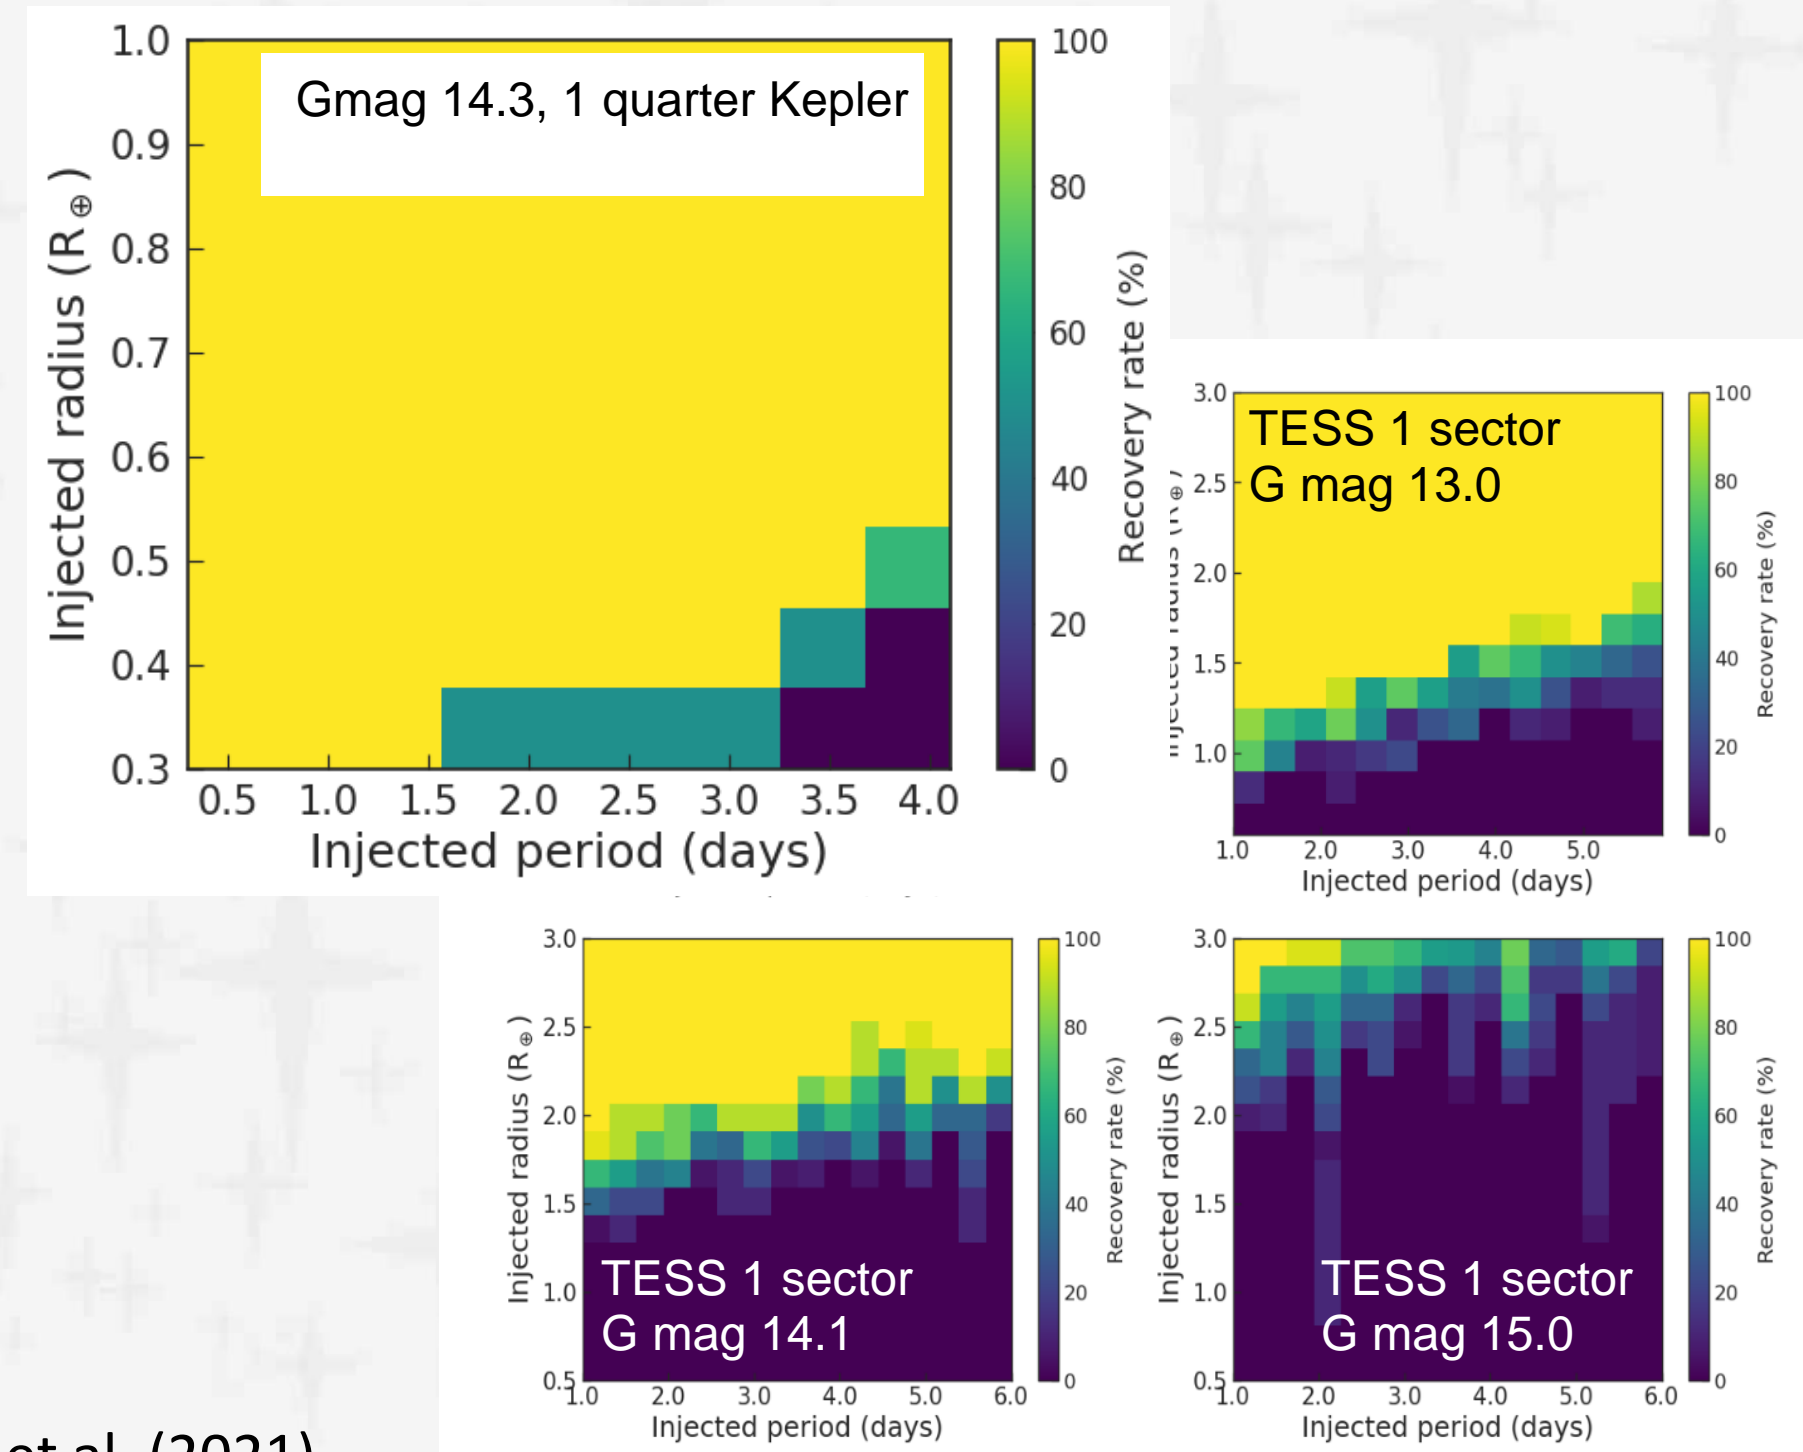 Gmag 14.3, 1 quarter Kepler
1.0
0.9
0.8
0.7
0.6
0.5
0.4
0.3
Injected radius (R⊕)
0.5 1.0 1.5 2.0 2.5 3.0 3.5 4.0
Injected period (days)
100
80
60
40
20
0
Recovery rate (%)
TESS 1 sector
G mag 13.0
3.0
2.5
2.0
1.5
1.0
1.0 2.0 3.0 4.0 5.0
Injected period (days)
100
80
60
40
20
0
Recovery rate (%)
3.0
2.5
2.0
1.5
1.0
0.5
Injected radius (R⊕)
TESS 1 sector
G mag 14.1
1.0 2.0 3.0 4.0 5.0 6.0
Injected period (days)
100
80
60
40
20
0
Recovery rate (%)
3.0
2.5
2.0
1.5
1.0
0.5
Injected radius (R⊕)
TESS 1 sector
G mag 15.0
1.0 2.0 3.0 4.0 5.0 6.0
Injected period (days)
100
80
60
40
20
0
Recovery rate (%)
et al. (2021)